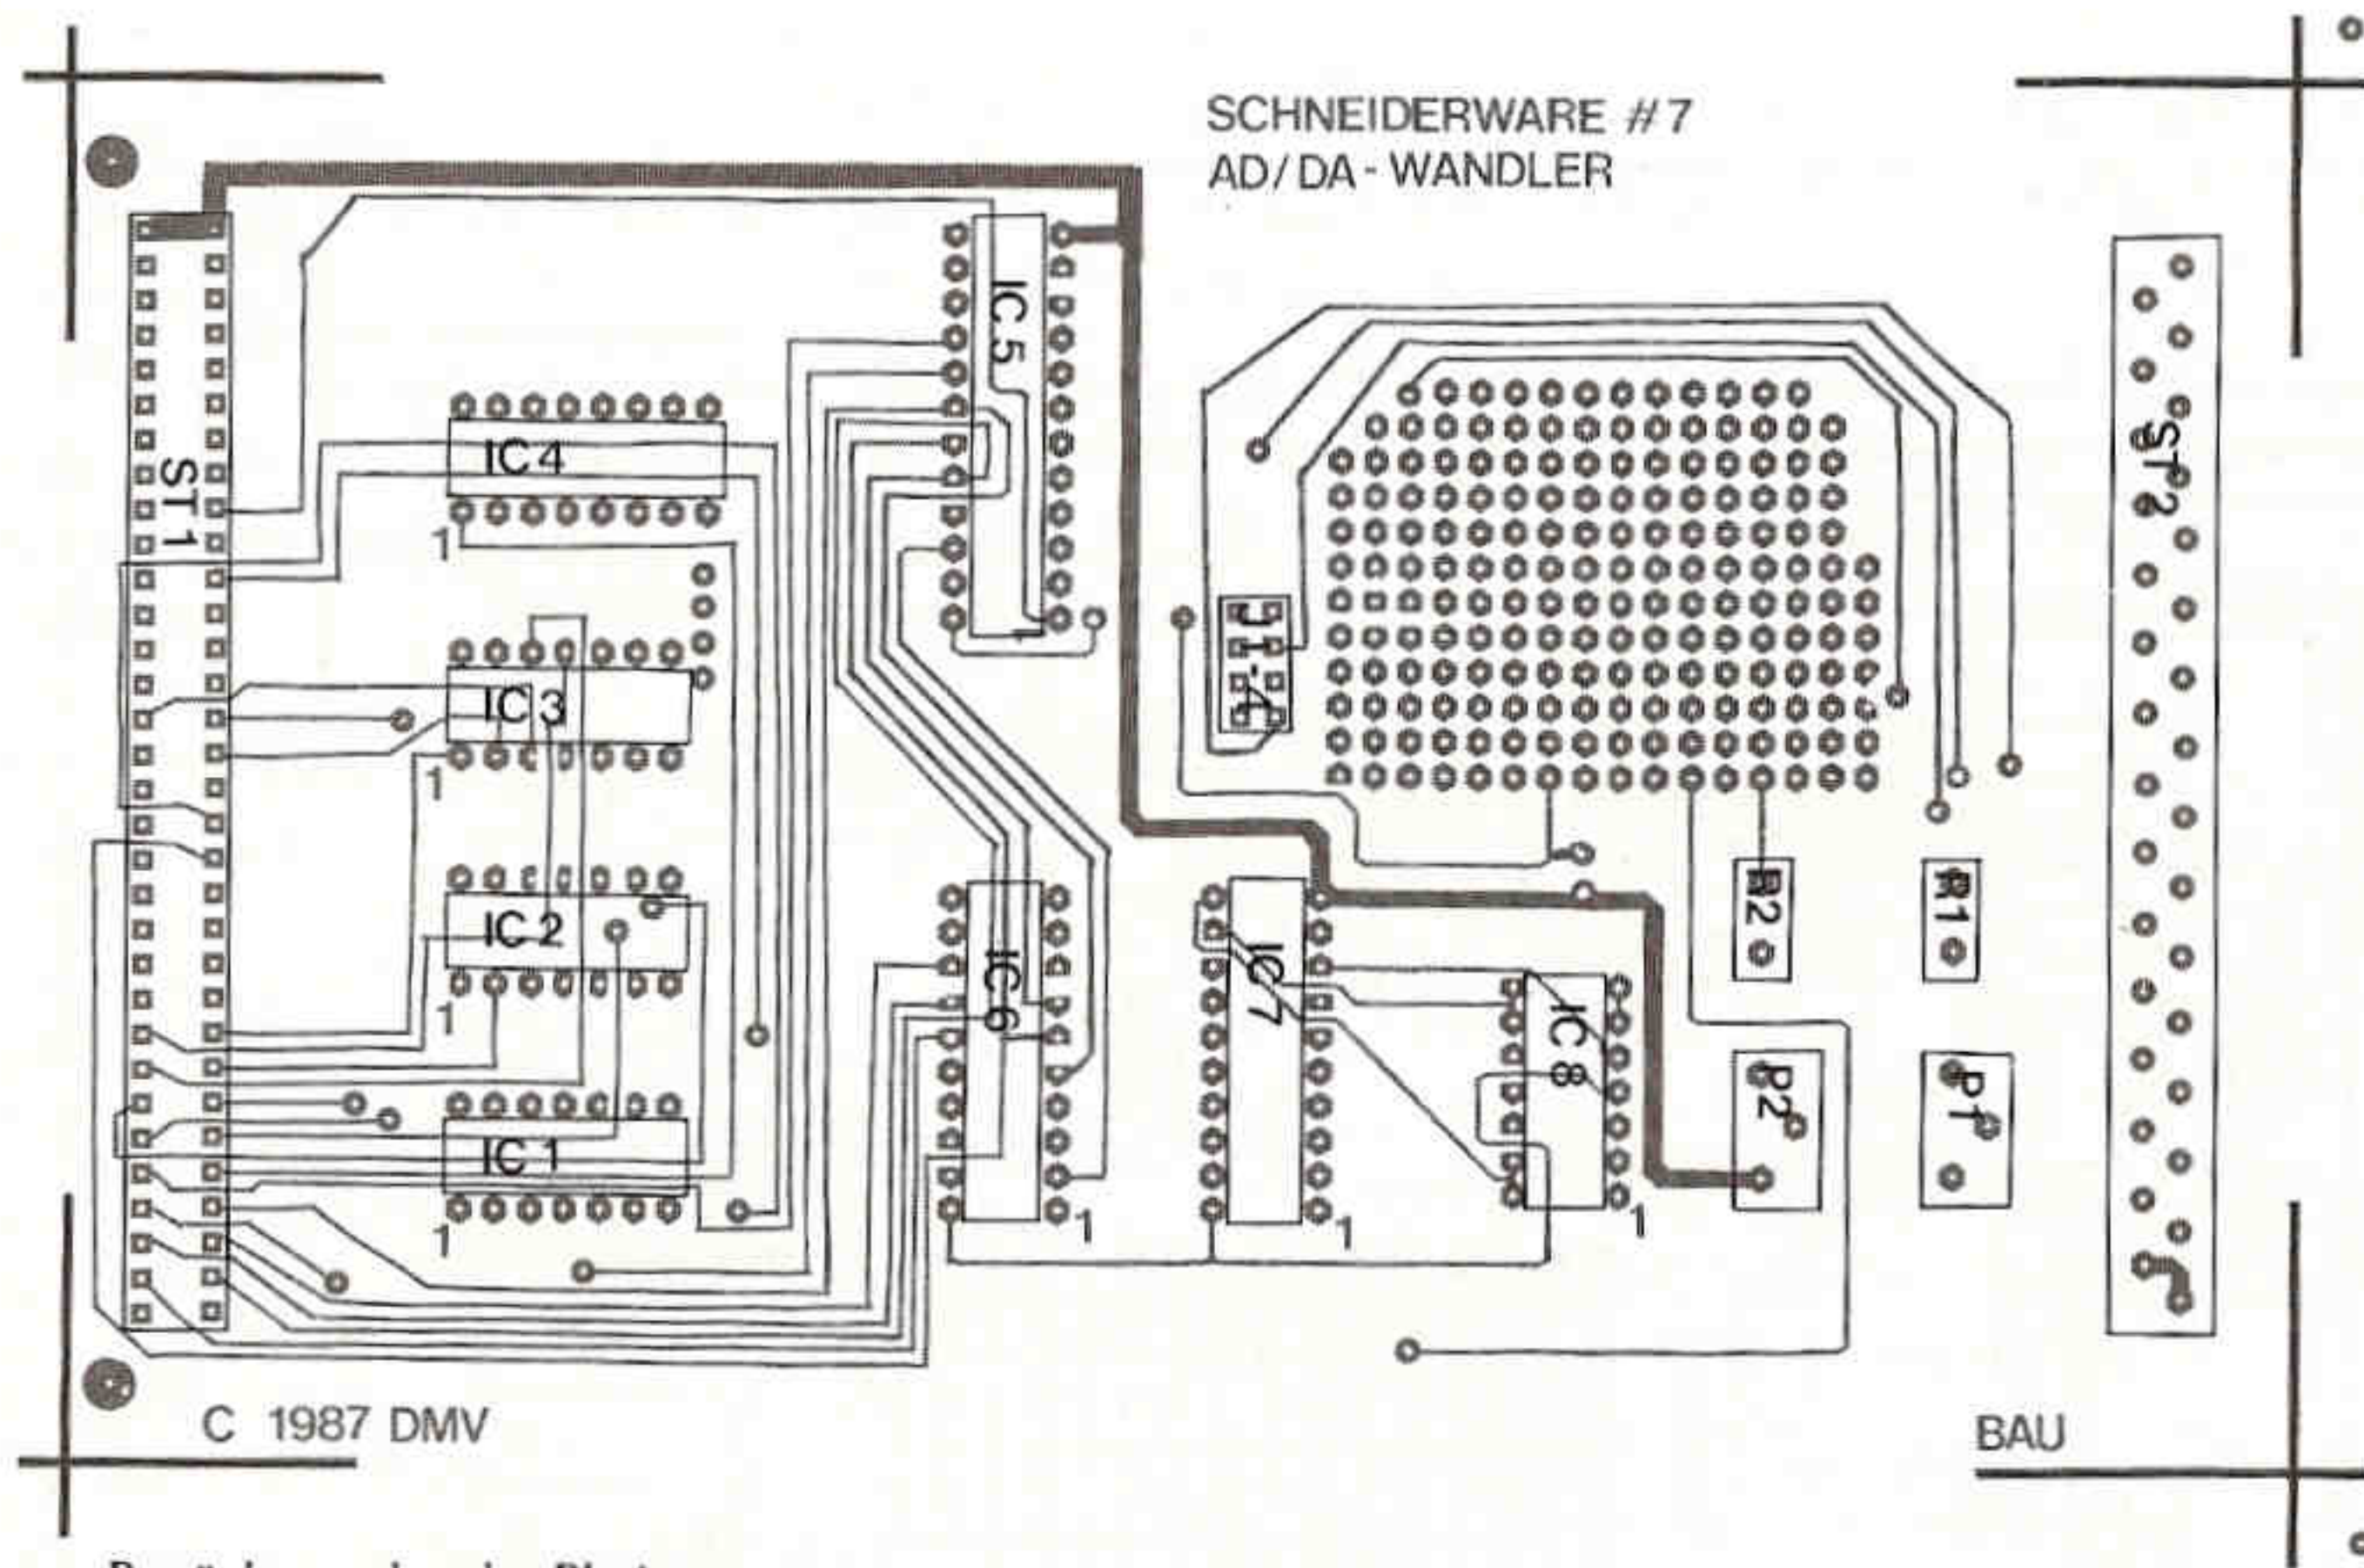 SCHNEIDERWARE #7
AD/DA-WANDLER
ST 1
IC 5
IC 4
1
ST 2
1
J1-4
IC 3
1
IC 2
1
R2
R1
IC 6
IC 7
IC 8
P2
P1
IC 1
1
1
1
1
C 1987 DMV
BAU